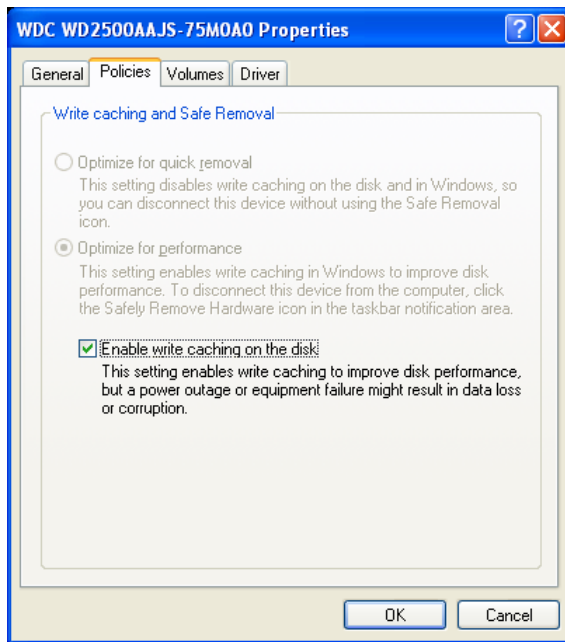 WDC WD2500AAJS-75M0A0 Properties
General Policies Volumes Driver
Write caching and Safe Removal
Optimize for quick removal
This setting disables write caching on the disk and in Windows, so
you can disconnect this device without using the Safe Removal
icon.
Optimize for performance
This setting enables write caching in Windows to improve disk
performance. To disconnect this device from the computer, click
the Safely Remove Hardware icon in the taskbar notification area.
Enable write caching on the disk
This setting enables write caching to improve disk performance,
but a power outage or equipment failure might result in data loss
or corruption.
OK Cancel